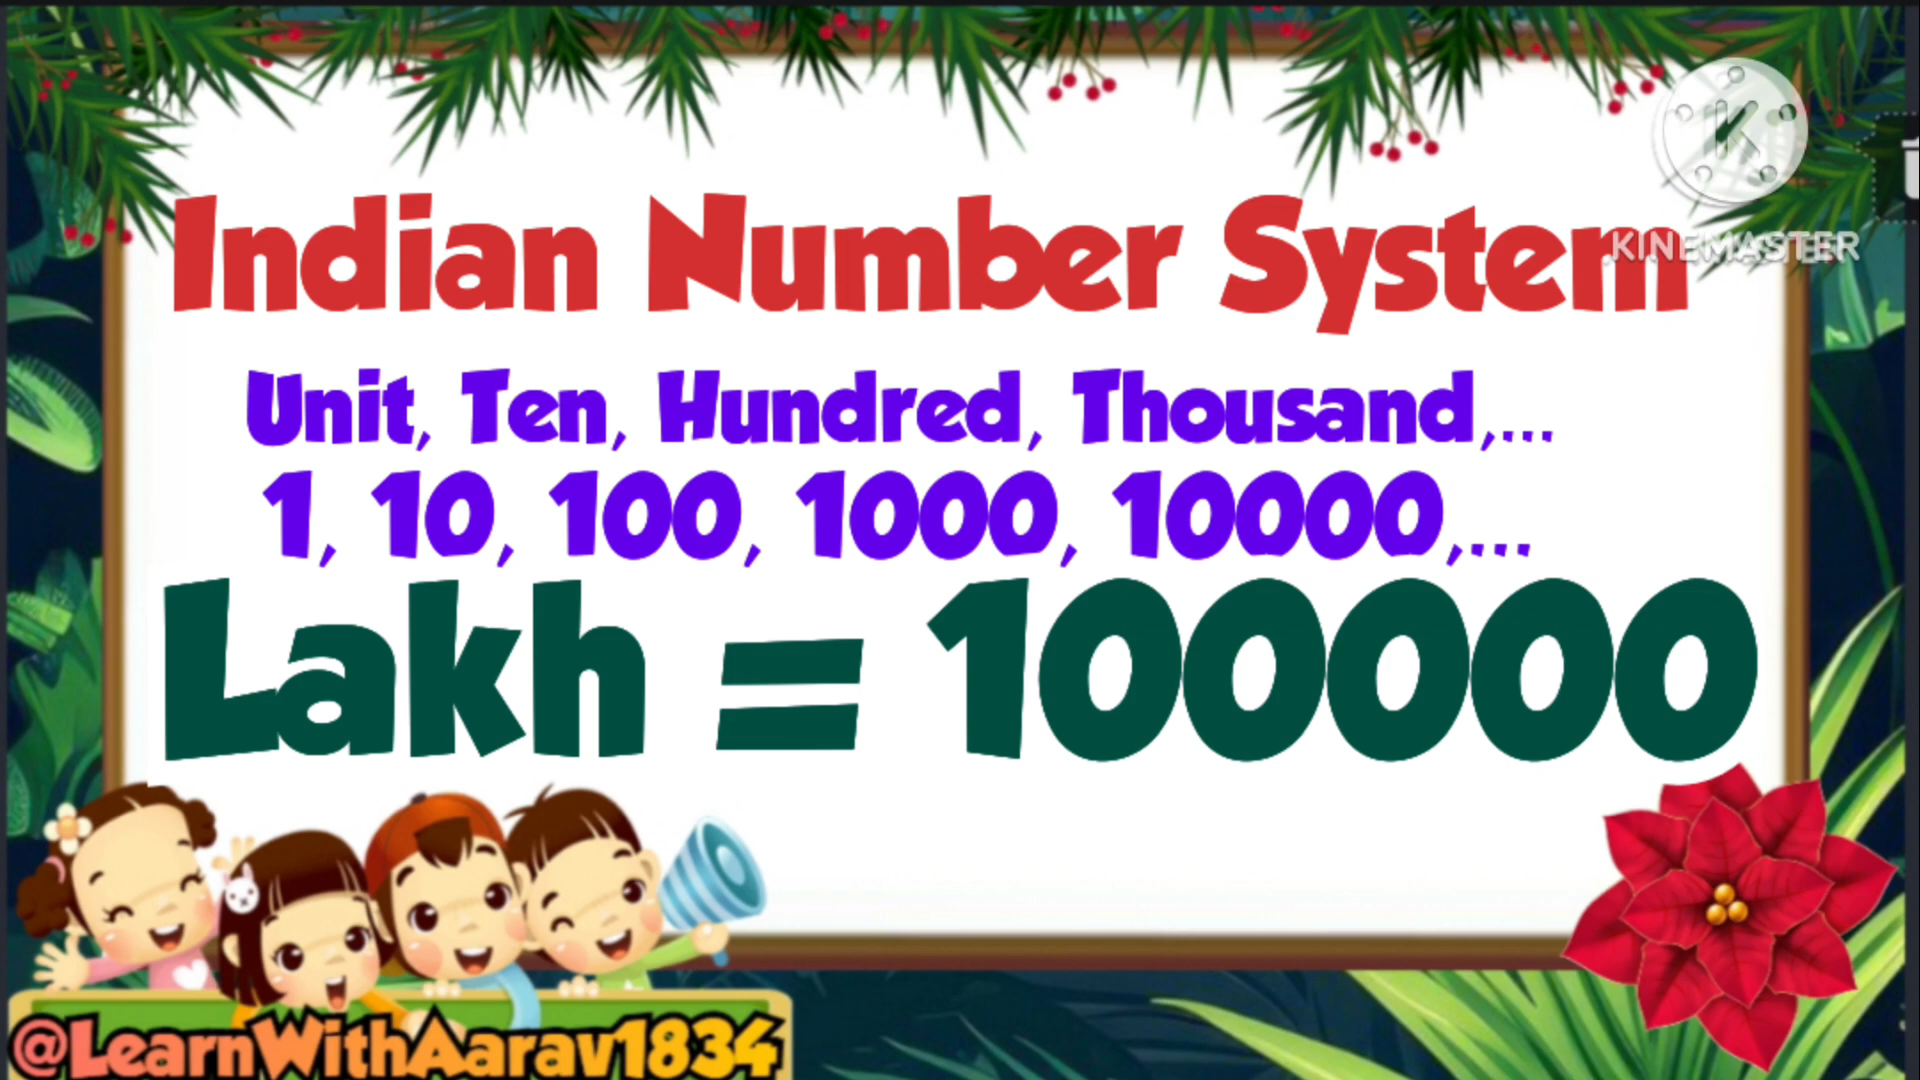 Indian Number System
KINEMASTER
Unit, Ten, Hundred, Thousand,...
1, 10, 100, 1000, 10000,...
Lakh = 100000
@LearnWithAarav1834